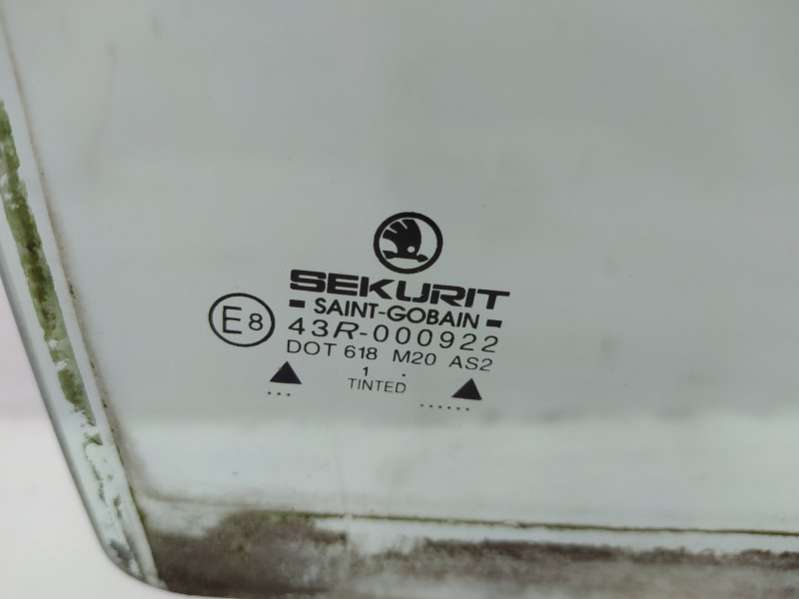 SEKURIT
- SAINT-GOBAIN -
E8
43R-000922
DOT 618 M20 AS2
1 .
TINTED
... ......